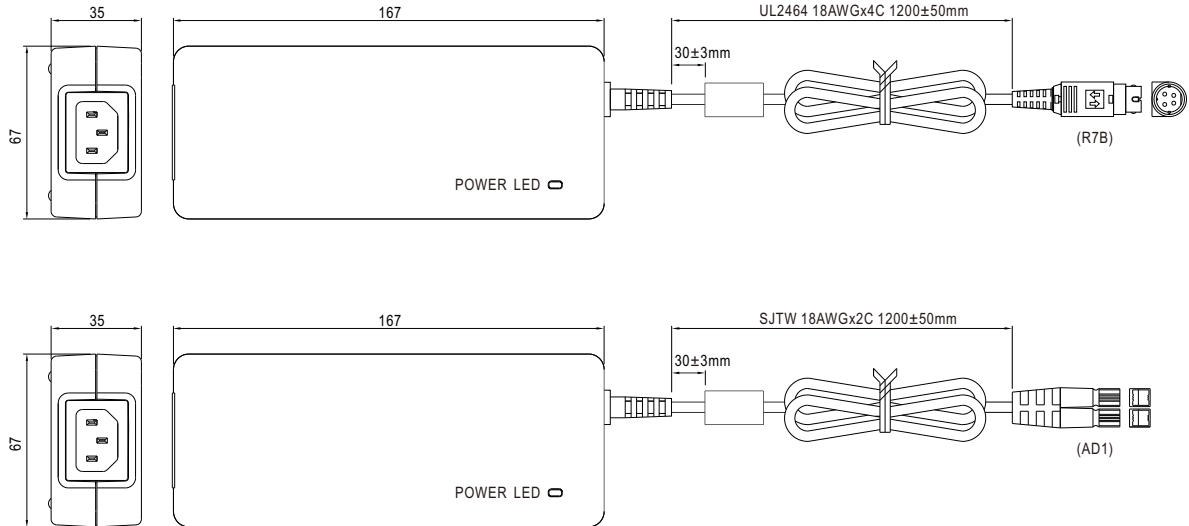 35
167
UL2464 18AWGx4C 1200±50mm
30±3mm
67
(R7B)
POWER LED
35
167
SJTW 18AWGx2C 1200±50mm
30±3mm
67
(AD1)
POWER LED